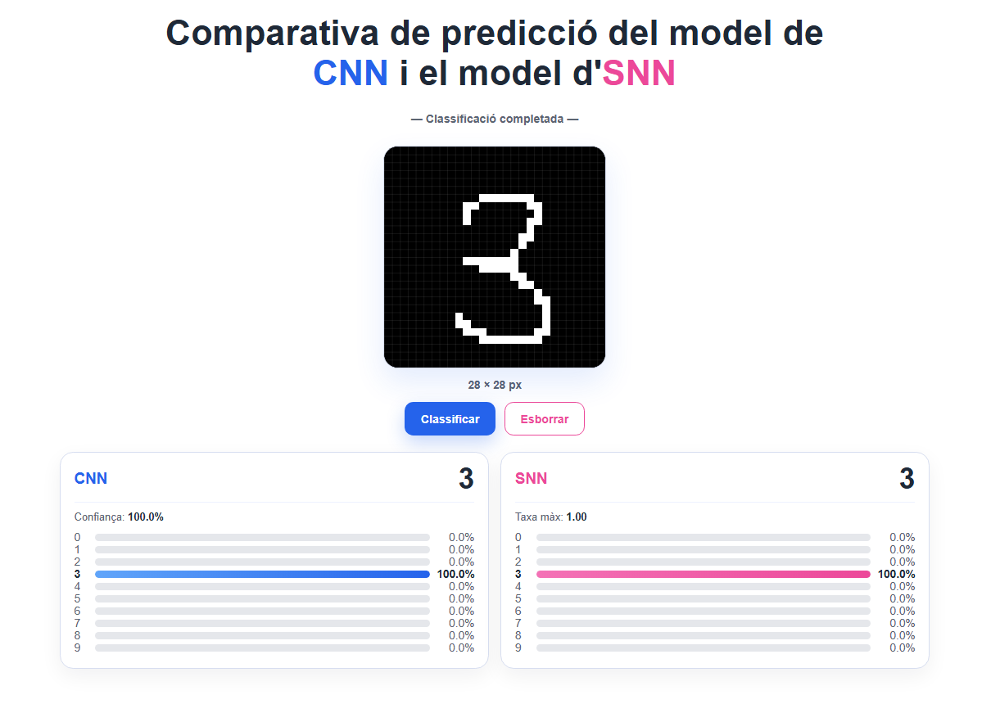 Comparativa de predicció del model de
CNN i el model d'SNN
— Classificació completada —
3
28 × 28 px
Classificar
Esborrar
CNN
3
Confiança: 100.0%
0 0.0%
1 0.0%
2 0.0%
3 100.0%
4 0.0%
5 0.0%
6 0.0%
7 0.0%
8 0.0%
9 0.0%
SNN
3
Taxa màx: 1.00
0 0.0%
1 0.0%
2 0.0%
3 100.0%
4 0.0%
5 0.0%
6 0.0%
7 0.0%
8 0.0%
9 0.0%